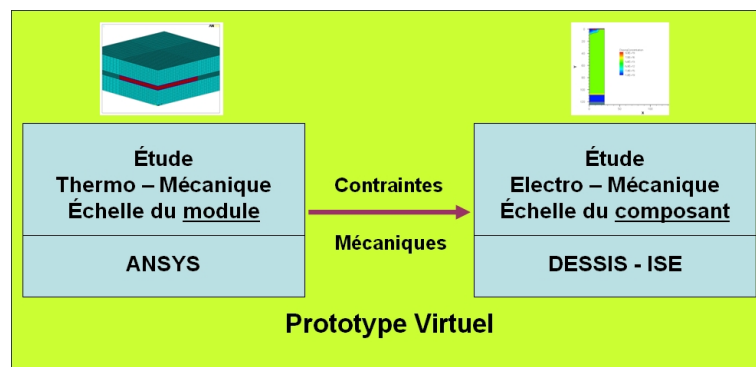 Étude
Thermo – Mécanique
Échelle du module
ANSYS
Contraintes
Mécaniques
Étude
Electro – Mécanique
Échelle du composant
DESSIS - ISE
Prototype Virtuel